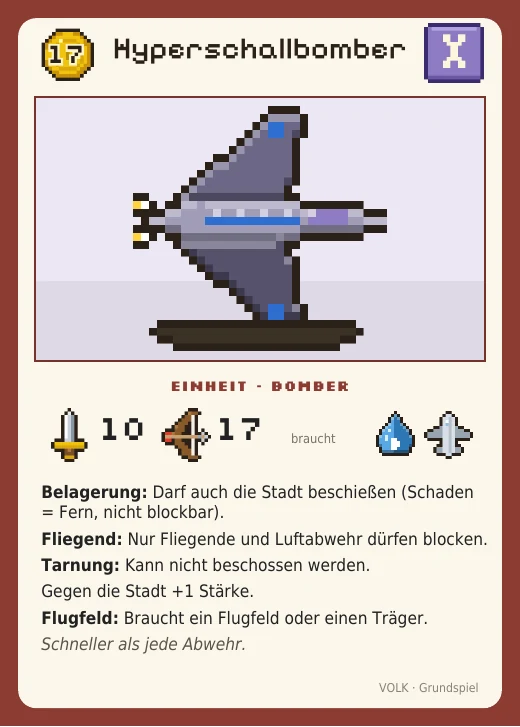 17 Hyperschallbomber X
EINHEIT - BOMBER
10 17 braucht
Belagerung: Darf auch die Stadt beschießen (Schaden
= Fern, nicht blockbar).
Fliegend: Nur Fliegende und Luftabwehr dürfen blocken.
Tarnung: Kann nicht beschossen werden.
Gegen die Stadt +1 Stärke.
Flugfeld: Braucht ein Flugfeld oder einen Träger.
Schneller als jede Abwehr.
VOLK · Grundspiel